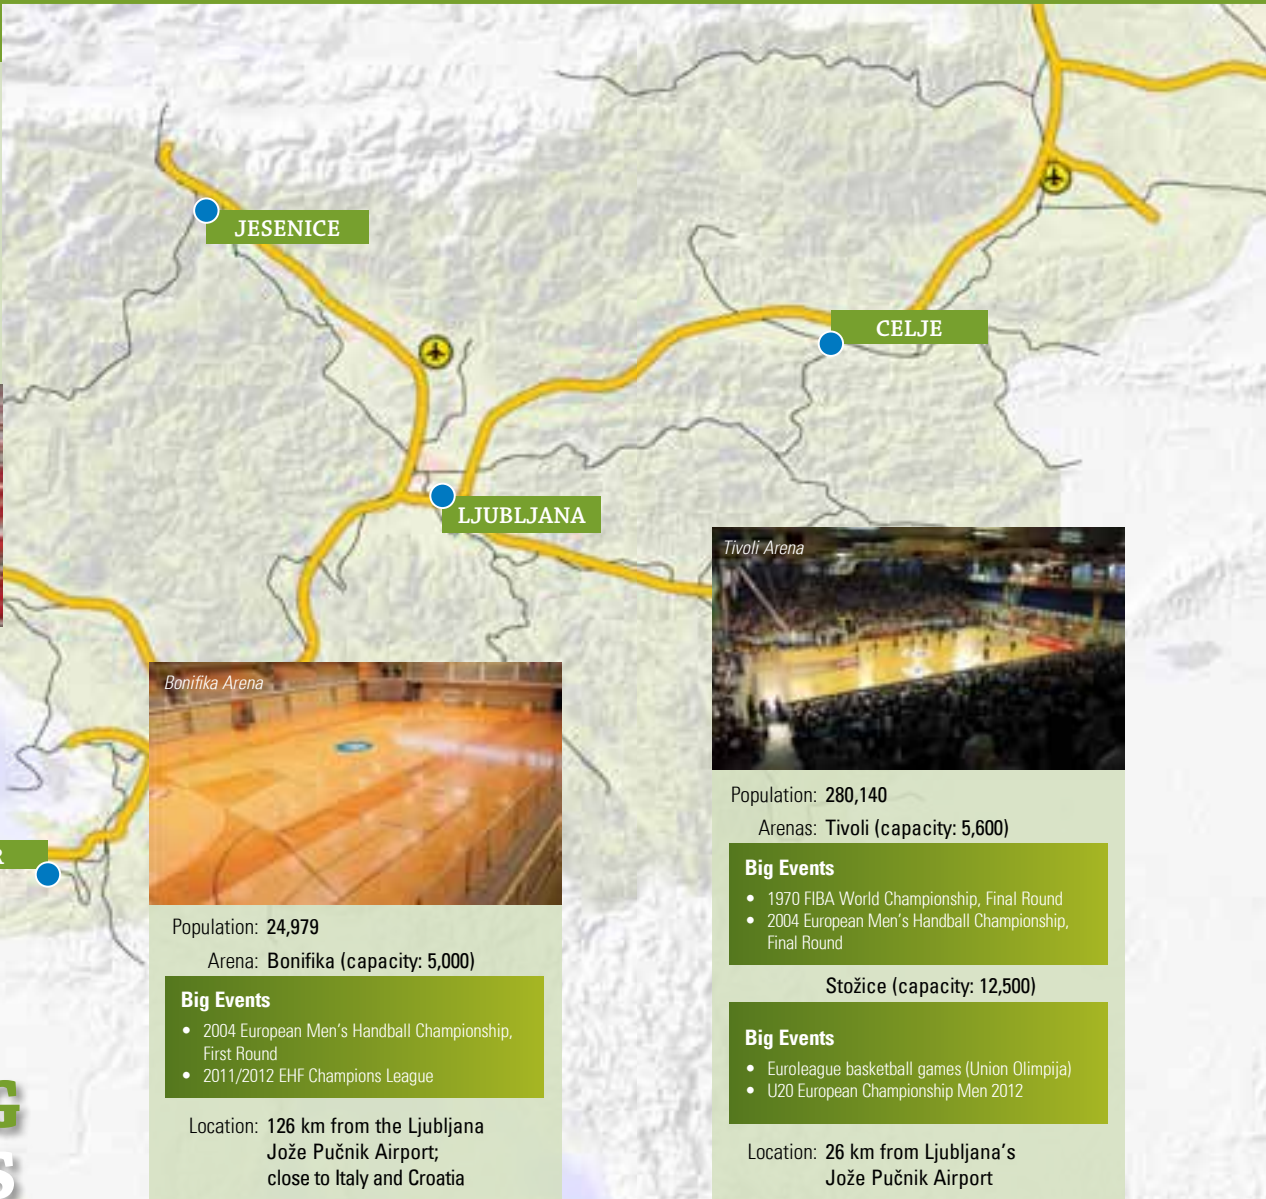 JESENICE
CELJE
LJUBLJANA
R
Bonifika Arena
Population: 24,979
Arena: Bonifika (capacity: 5,000)
Big Events
• 2004 European Men's Handball Championship,
First Round
• 2011/2012 EHF Champions League
Location: 126 km from the Ljubljana
Jože Pučnik Airport;
close to Italy and Croatia
Tivoli Arena
Population: 280,140
Arenas: Tivoli (capacity: 5,600)
Big Events
• 1970 FIBA World Championship, Final Round
• 2004 European Men's Handball Championship,
Final Round
Stožice (capacity: 12,500)
Big Events
• Euroleague basketball games (Union Olimpija)
• U20 European Championship Men 2012
Location: 26 km from Ljubljana's
Jože Pučnik Airport
G
S